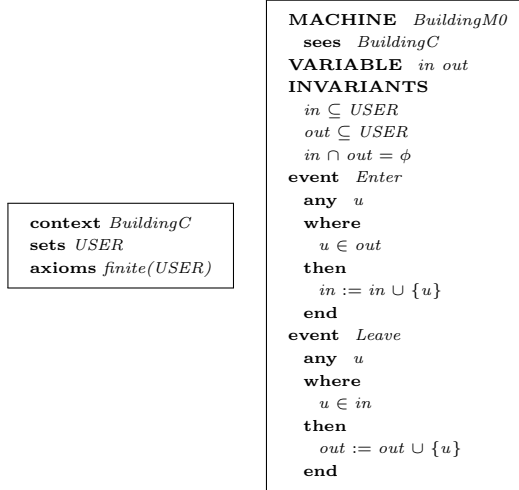 context BuildingC
sets USER
axioms finite(USER)
MACHINE BuildingM0
sees BuildingC
VARIABLE in out
INVARIANTS
in ⊆ USER
out ⊆ USER
in ∩ out = ϕ
event Enter
any u
where
u ∈ out
then
in := in ∪ {u}
end
event Leave
any u
where
u ∈ in
then
out := out ∪ {u}
end